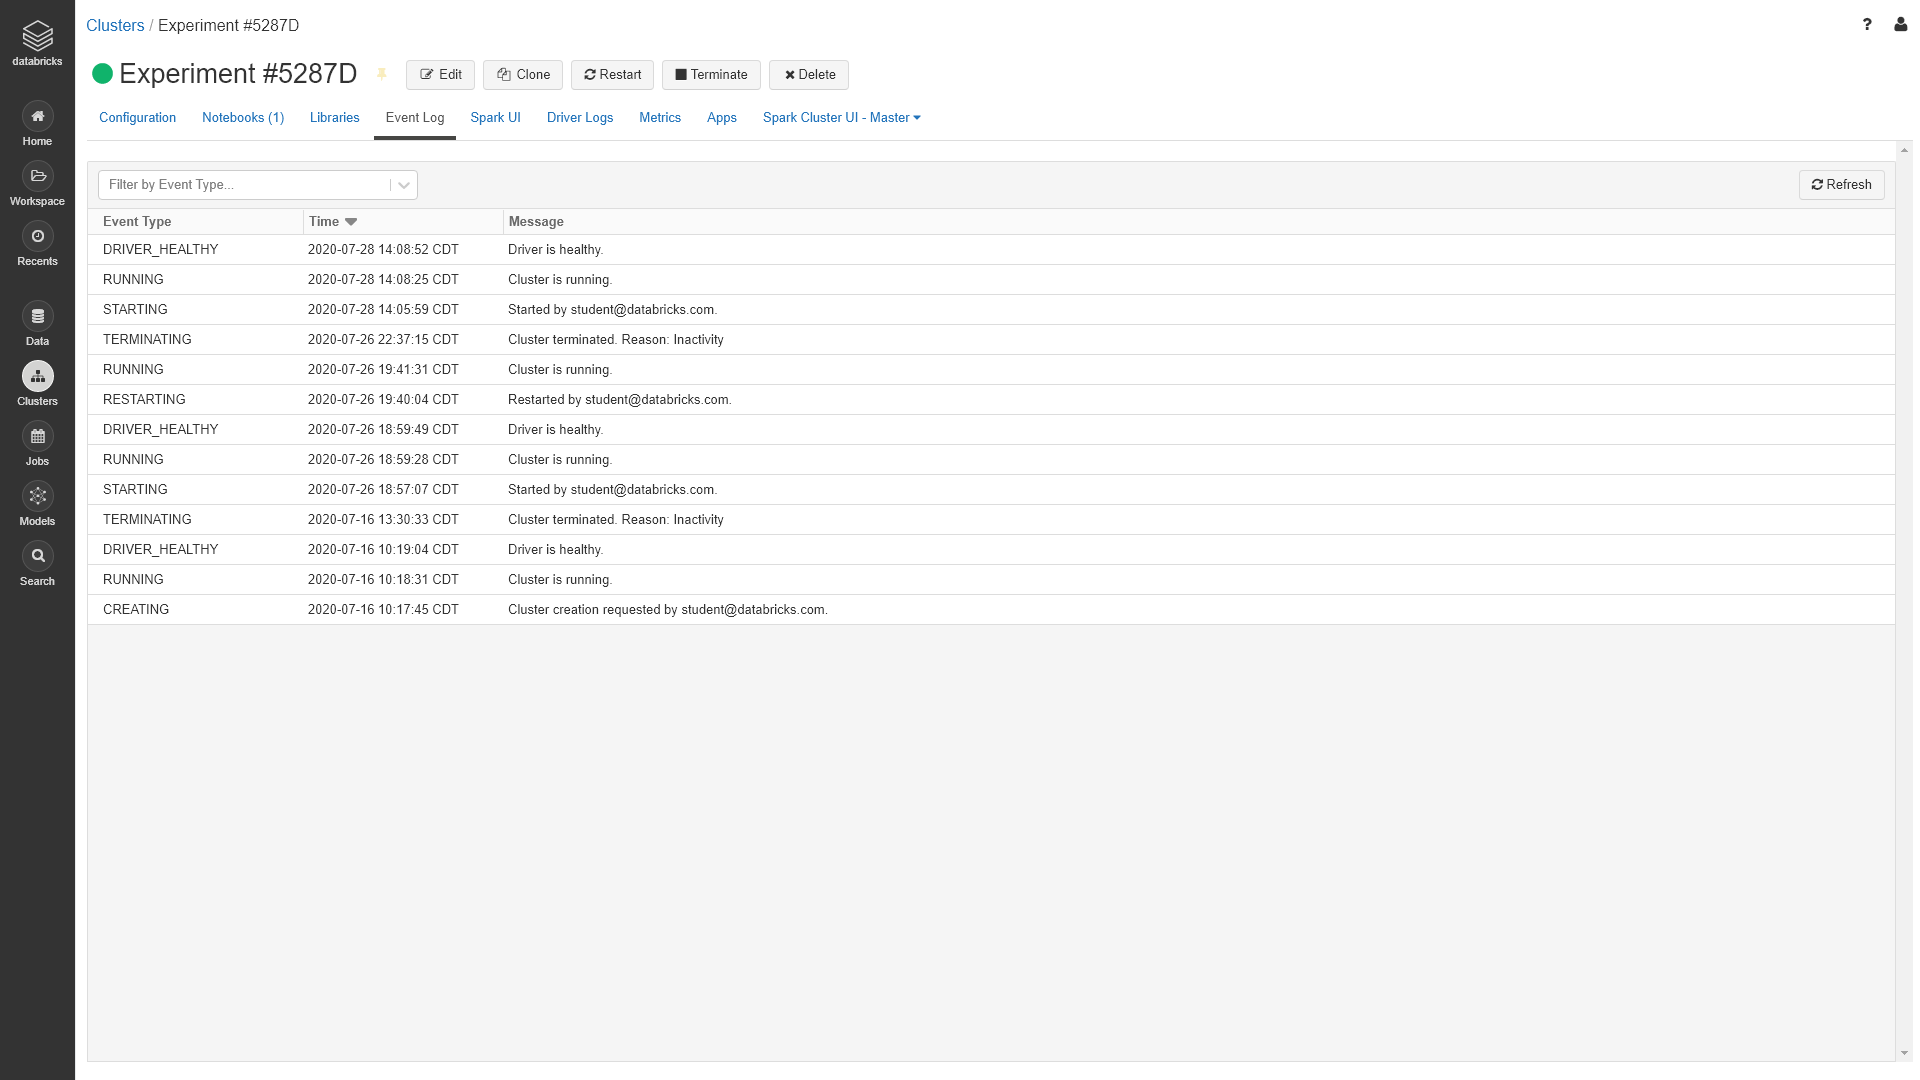 databricks
Home
Workspace
Recents
Data
Clusters
Jobs
Models
Search
Clusters / Experiment #5287D
?
Experiment #5287D Edit Clone Restart Terminate Delete
Configuration Notebooks (1) Libraries Event Log Spark UI Driver Logs Metrics Apps Spark Cluster UI - Master
Filter by Event Type... Refresh
Event Type Time Message
DRIVER_HEALTHY 2020-07-28 14:08:52 CDT Driver is healthy.
RUNNING 2020-07-28 14:08:25 CDT Cluster is running.
STARTING 2020-07-28 14:05:59 CDT Started by student@databricks.com.
TERMINATING 2020-07-26 22:37:15 CDT Cluster terminated. Reason: Inactivity
RUNNING 2020-07-26 19:41:31 CDT Cluster is running.
RESTARTING 2020-07-26 19:40:04 CDT Restarted by student@databricks.com.
DRIVER_HEALTHY 2020-07-26 18:59:49 CDT Driver is healthy.
RUNNING 2020-07-26 18:59:28 CDT Cluster is running.
STARTING 2020-07-26 18:57:07 CDT Started by student@databricks.com.
TERMINATING 2020-07-16 13:30:33 CDT Cluster terminated. Reason: Inactivity
DRIVER_HEALTHY 2020-07-16 10:19:04 CDT Driver is healthy.
RUNNING 2020-07-16 10:18:31 CDT Cluster is running.
CREATING 2020-07-16 10:17:45 CDT Cluster creation requested by student@databricks.com.